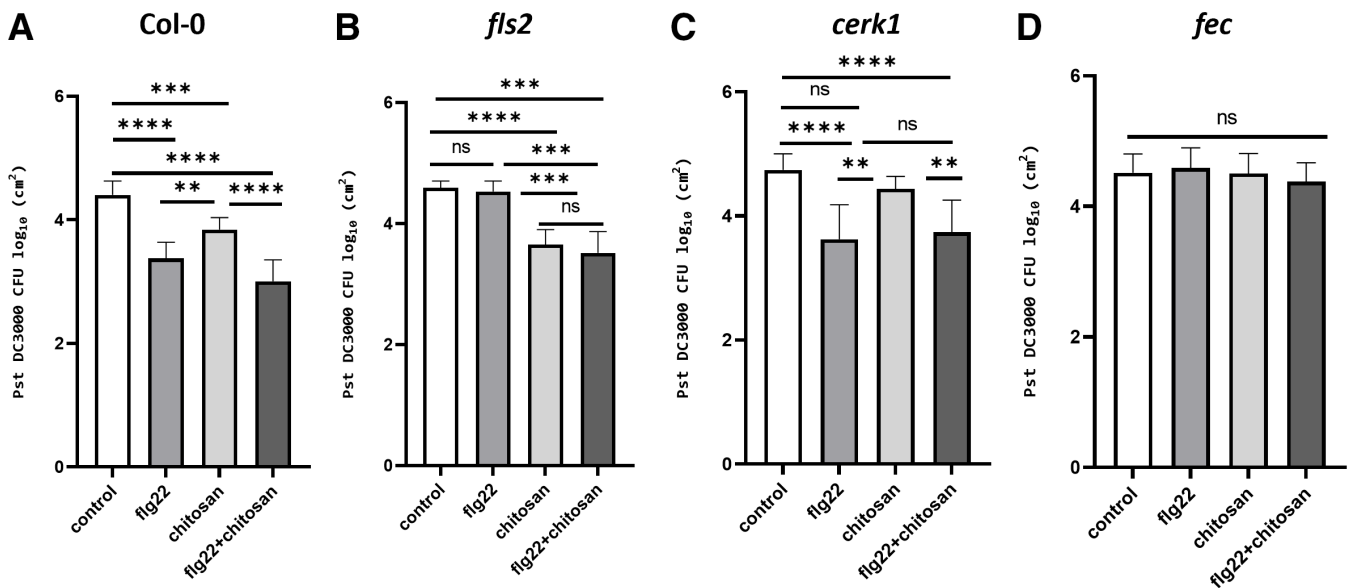 A Col-0
Pst DC3000 CFU log10 (cm2)
6
4
2
0
***
****
****
**
****
control
flg22
chitosan
flg22+chitosan
B fls2
Pst DC3000 CFU log10 (cm2)
6
4
2
0
***
****
ns
***
***
ns
control
flg22
chitosan
flg22+chitosan
C cerk1
Pst DC3000 CFU log10 (cm2)
6
4
2
0
****
ns
****
ns
**
**
control
flg22
chitosan
flg22+chitosan
D fec
Pst DC3000 CFU log10 (cm2)
6
4
2
0
ns
control
flg22
chitosan
flg22+chitosan